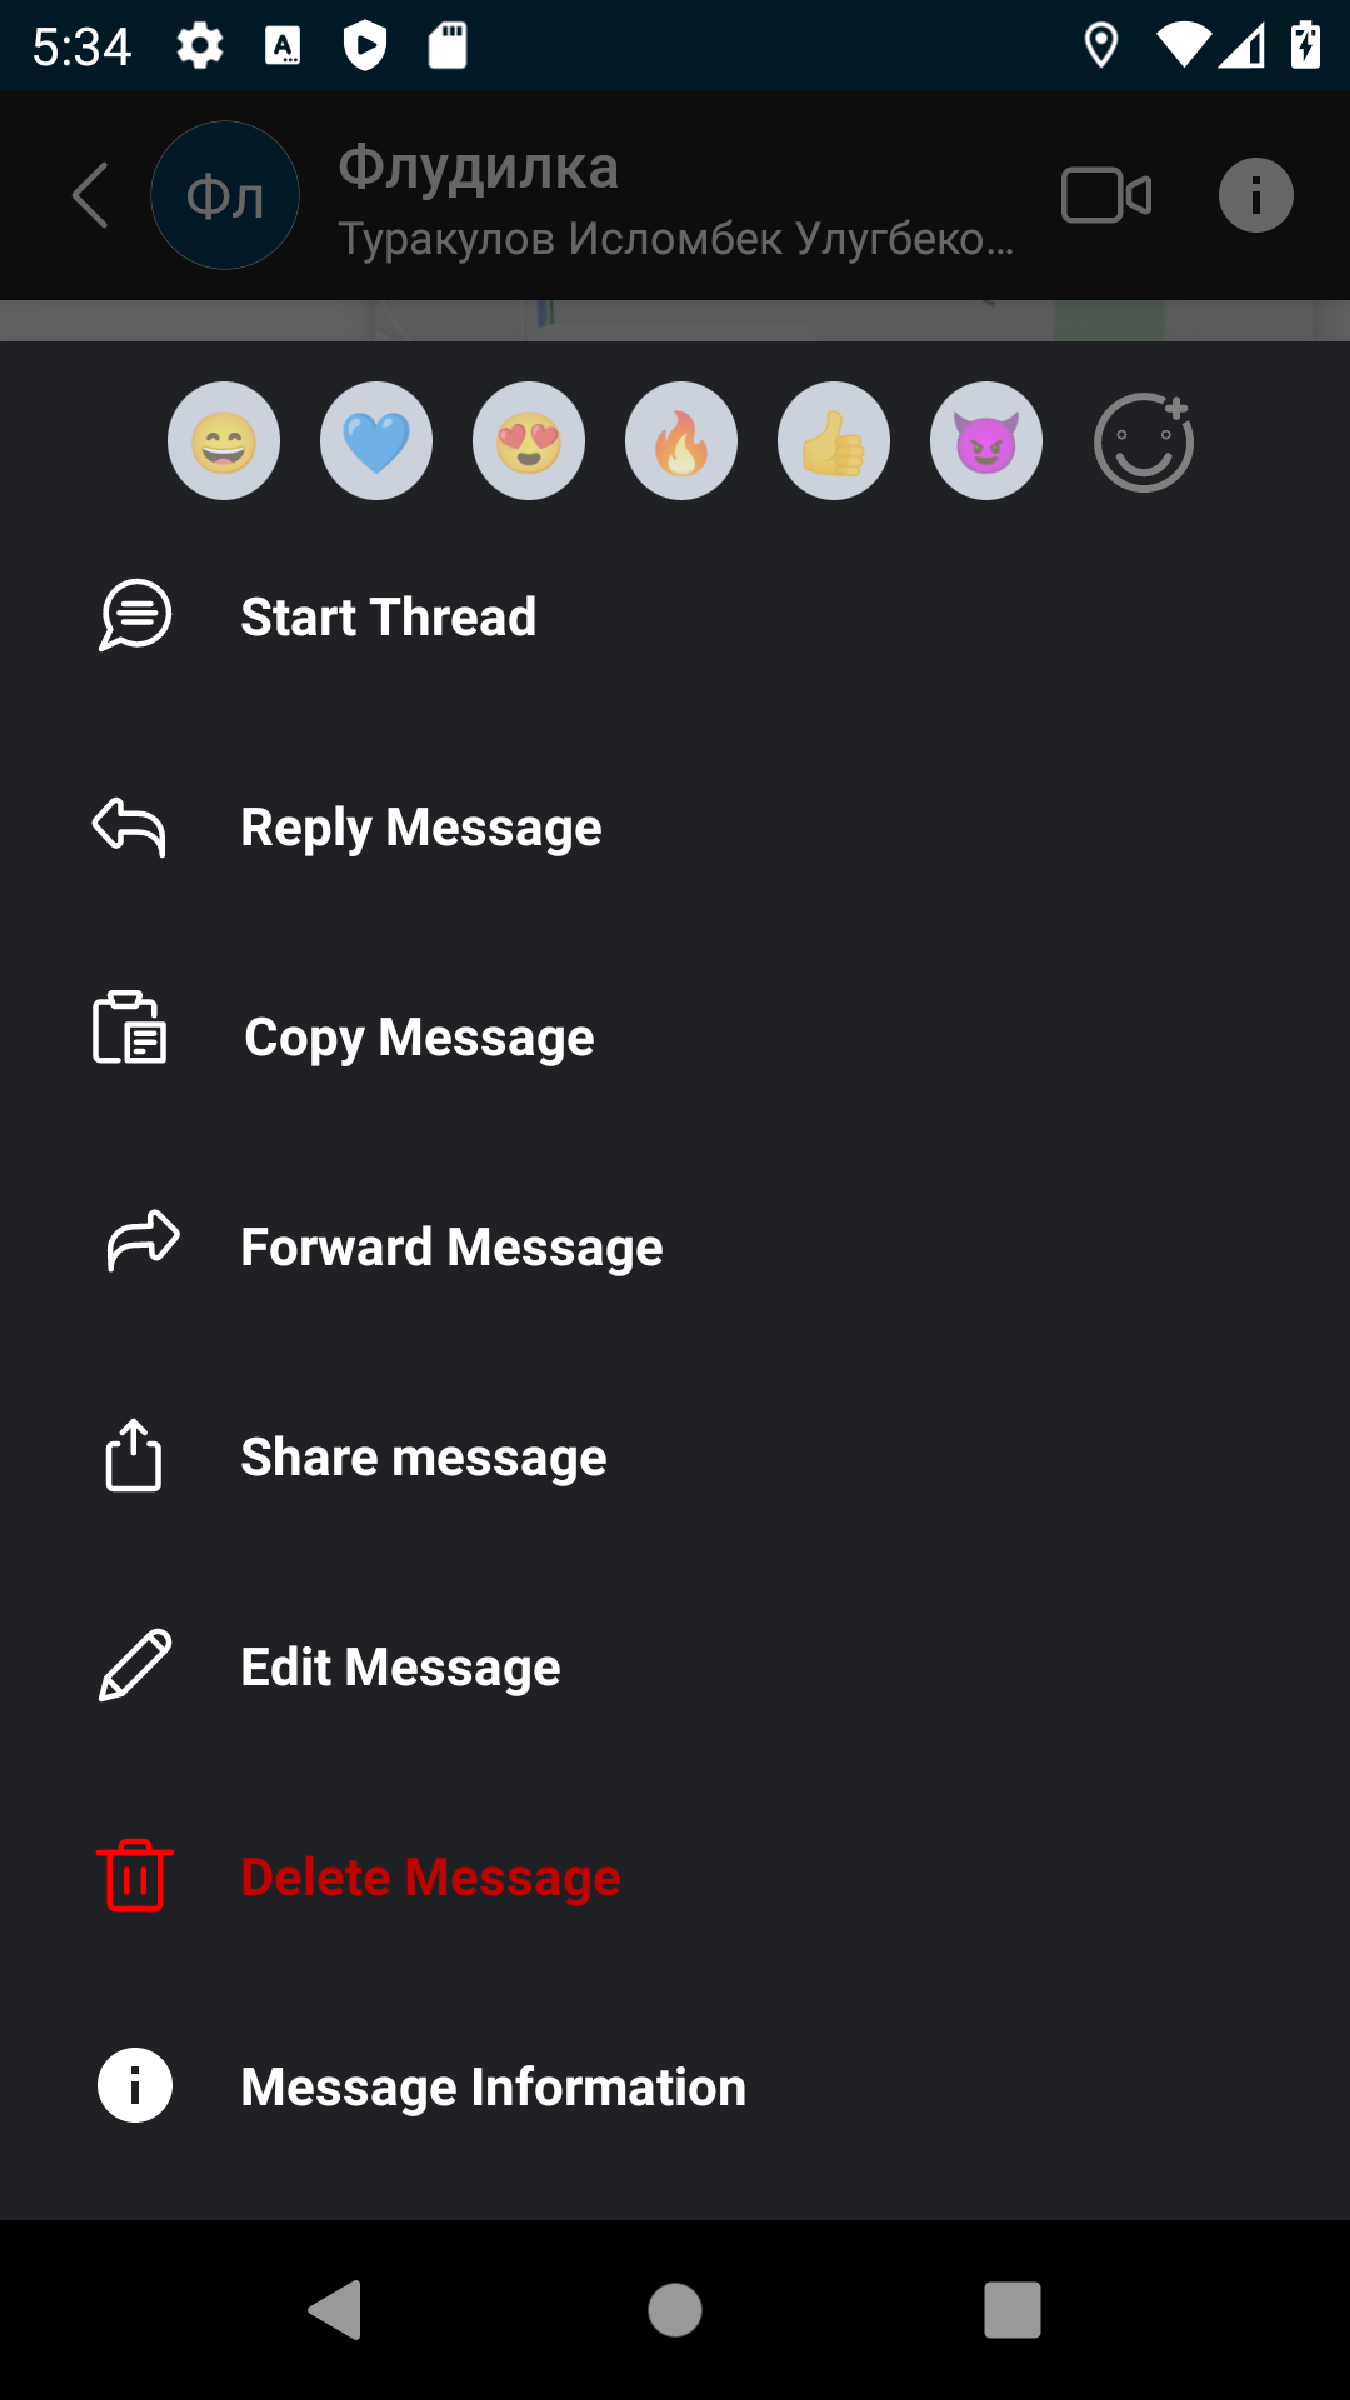 5:34
Фл
Флудилка
Туракулов Исломбек Улугбеко...
Start Thread
Reply Message
Copy Message
Forward Message
Share message
Edit Message
Delete Message
Message Information